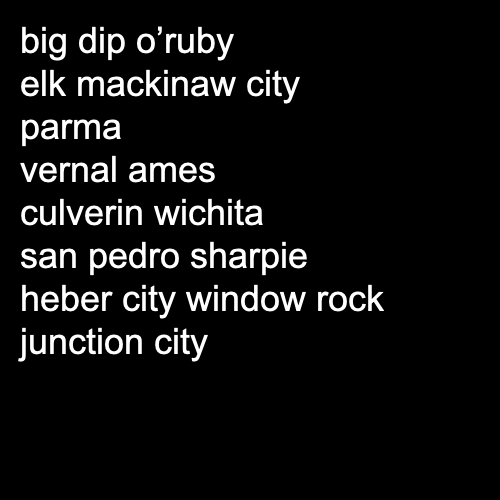 big dip o’ruby
elk mackinaw city
parma
vernal ames
culverin wichita
san pedro sharpie
heber city window rock
junction city